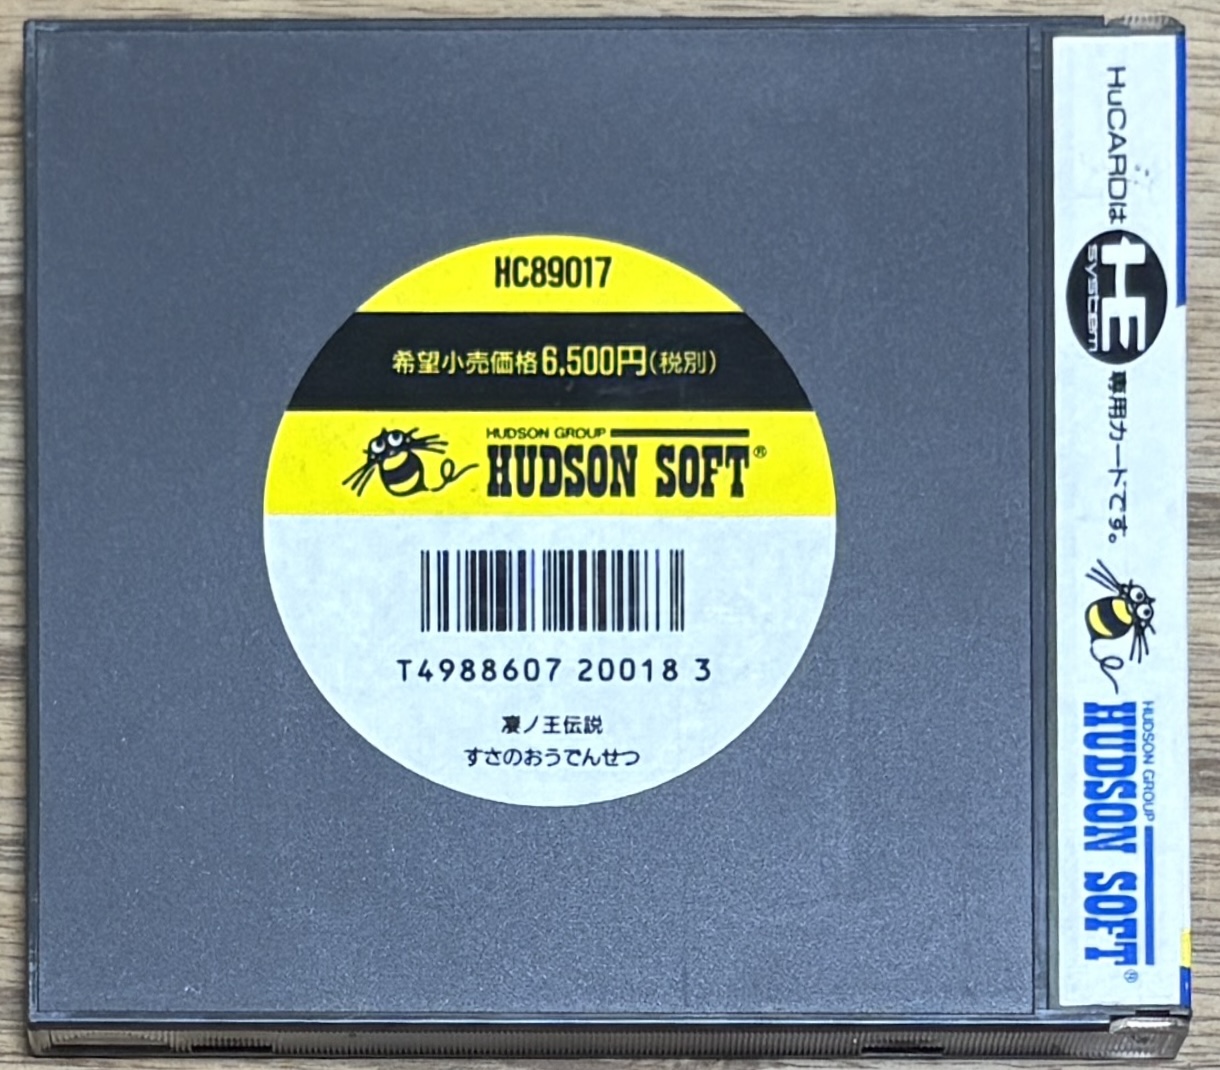 HC89017
希望小売価格6,500円(税別)
HUDSON GROUP
HUDSON SOFT®
T4988607 20018 3
凄ノ王伝説
すさのおうでんせつ
HuCARDは
HE
SYSTEM
専用カードです。
HUDSON GROUP
HUDSON SOFT®